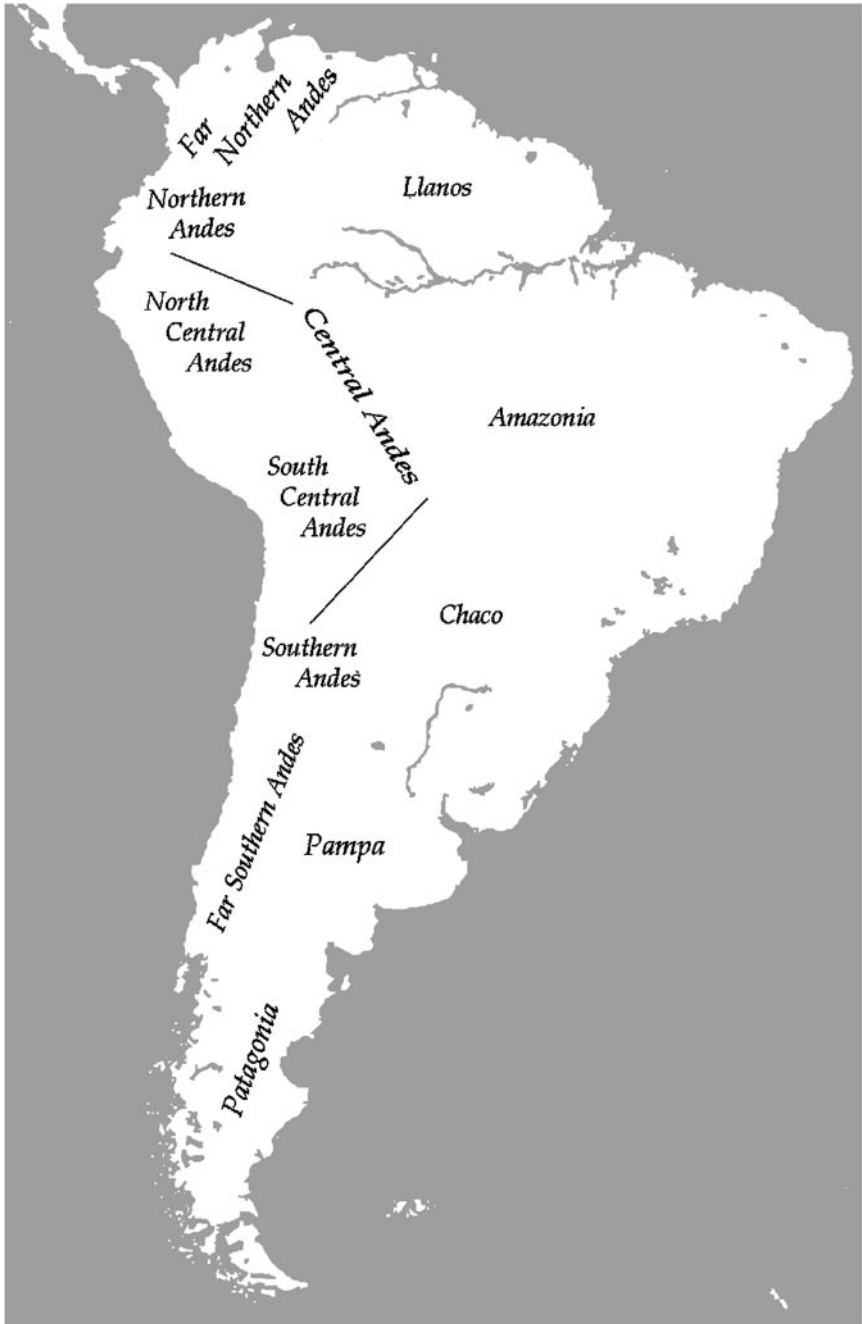 Far
Northern
Andes
Northern
Andes
Llanos
North
Central
Andes
Central Andes
Amazonia
South
Central
Andes
Chaco
Southern
Andes
Far Southern Andes
Pampa
Patagonia